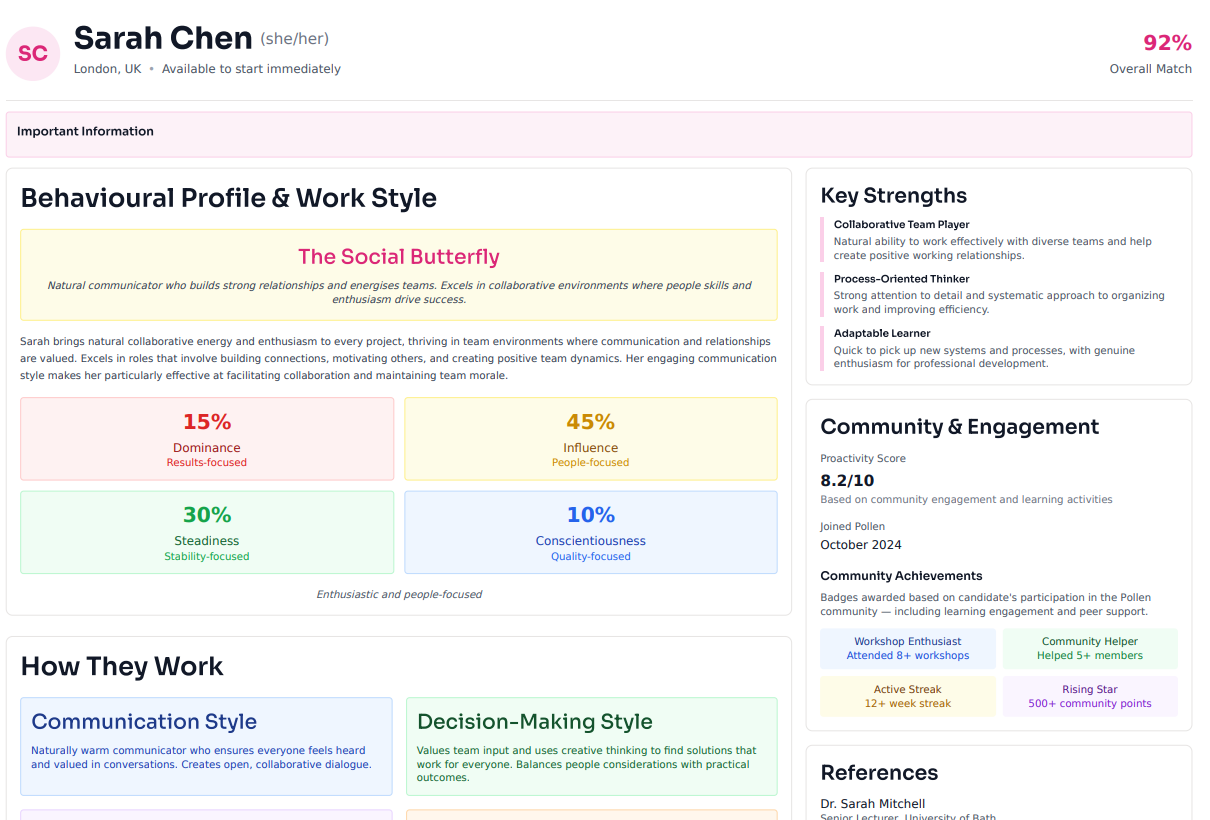 SC
Sarah Chen (she/her)
London, UK • Available to start immediately
92%
Overall Match
Important Information
Behavioural Profile & Work Style
The Social Butterfly
Natural communicator who builds strong relationships and energises teams. Excels in collaborative environments where people skills and
enthusiasm drive success.
Sarah brings natural collaborative energy and enthusiasm to every project, thriving in team environments where communication and relationships
are valued. Excels in roles that involve building connections, motivating others, and creating positive team dynamics. Her engaging communication
style makes her particularly effective at facilitating collaboration and maintaining team morale.
15%
Dominance
Results-focused
45%
Influence
People-focused
30%
Steadiness
Stability-focused
10%
Conscientiousness
Quality-focused
Enthusiastic and people-focused
How They Work
Communication Style
Naturally warm communicator who ensures everyone feels heard
and valued in conversations. Creates open, collaborative dialogue.
Decision-Making Style
Values team input and uses creative thinking to find solutions that
work for everyone. Balances people considerations with practical
outcomes.
Key Strengths
Collaborative Team Player
Natural ability to work effectively with diverse teams and help
create positive working relationships.
Process-Oriented Thinker
Strong attention to detail and systematic approach to organizing
work and improving efficiency.
Adaptable Learner
Quick to pick up new systems and processes, with genuine
enthusiasm for professional development.
Community & Engagement
Proactivity Score
8.2/10
Based on community engagement and learning activities
Joined Pollen
October 2024
Community Achievements
Badges awarded based on candidate's participation in the Pollen
community — including learning engagement and peer support.
Workshop Enthusiast
Attended 8+ workshops
Community Helper
Helped 5+ members
Active Streak
12+ week streak
Rising Star
500+ community points
References
Dr. Sarah Mitchell
Senior Lecturer, University of Bath